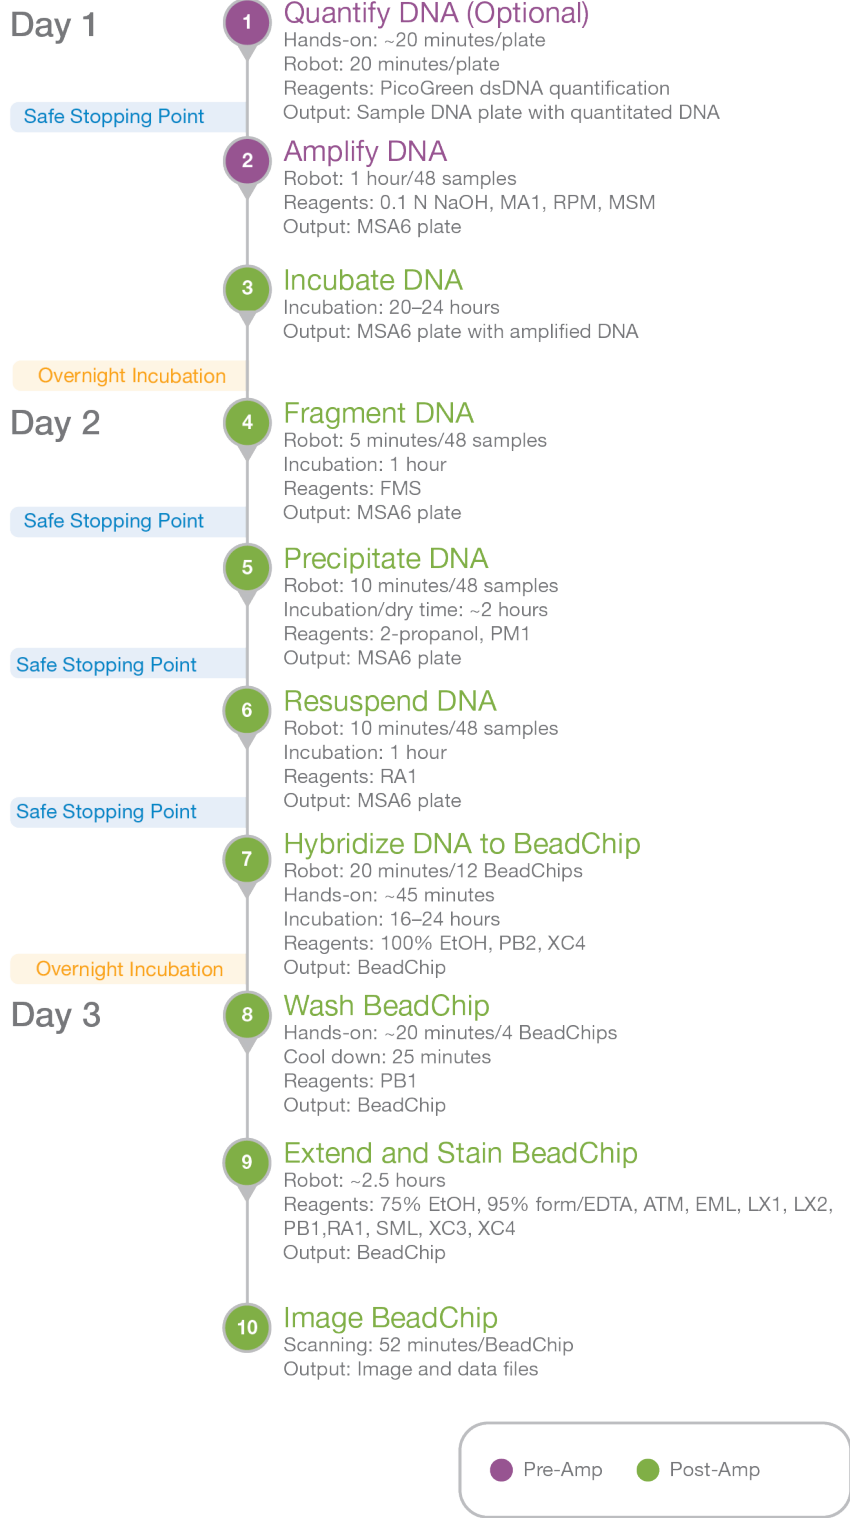 Day 1
1
Quantify DNA (Optional)
Hands-on: ~20 minutes/plate
Robot: 20 minutes/plate
Reagents: PicoGreen dsDNA quantification
Output: Sample DNA plate with quantitated DNA
Safe Stopping Point
2
Amplify DNA
Robot: 1 hour/48 samples
Reagents: 0.1 N NaOH, MA1, RPM, MSM
Output: MSA6 plate
3
Incubate DNA
Incubation: 20–24 hours
Output: MSA6 plate with amplified DNA
Overnight Incubation
Day 2
4
Fragment DNA
Robot: 5 minutes/48 samples
Incubation: 1 hour
Reagents: FMS
Output: MSA6 plate
Safe Stopping Point
5
Precipitate DNA
Robot: 10 minutes/48 samples
Incubation/dry time: ~2 hours
Reagents: 2-propanol, PM1
Output: MSA6 plate
Safe Stopping Point
6
Resuspend DNA
Robot: 10 minutes/48 samples
Incubation: 1 hour
Reagents: RA1
Output: MSA6 plate
Safe Stopping Point
7
Hybridize DNA to BeadChip
Robot: 20 minutes/12 BeadChips
Hands-on: ~45 minutes
Incubation: 16–24 hours
Reagents: 100% EtOH, PB2, XC4
Output: BeadChip
Overnight Incubation
Day 3
8
Wash BeadChip
Hands-on: ~20 minutes/4 BeadChips
Cool down: 25 minutes
Reagents: PB1
Output: BeadChip
9
Extend and Stain BeadChip
Robot: ~2.5 hours
Reagents: 75% EtOH, 95% form/EDTA, ATM, EML, LX1, LX2,
PB1,RA1, SML, XC3, XC4
Output: BeadChip
10
Image BeadChip
Scanning: 52 minutes/BeadChip
Output: Image and data files
Pre-Amp
Post-Amp